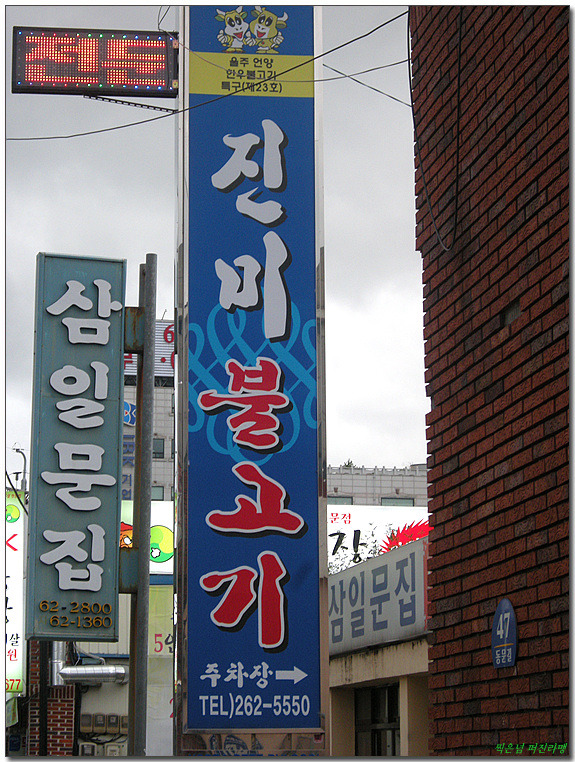 울주 언양
한우불고기
특구(제23호)
진미불고기
주차장
TEL)262-5550
삼일문집
62-2800
62-1360
문점
장
삼일문집
47
동문길